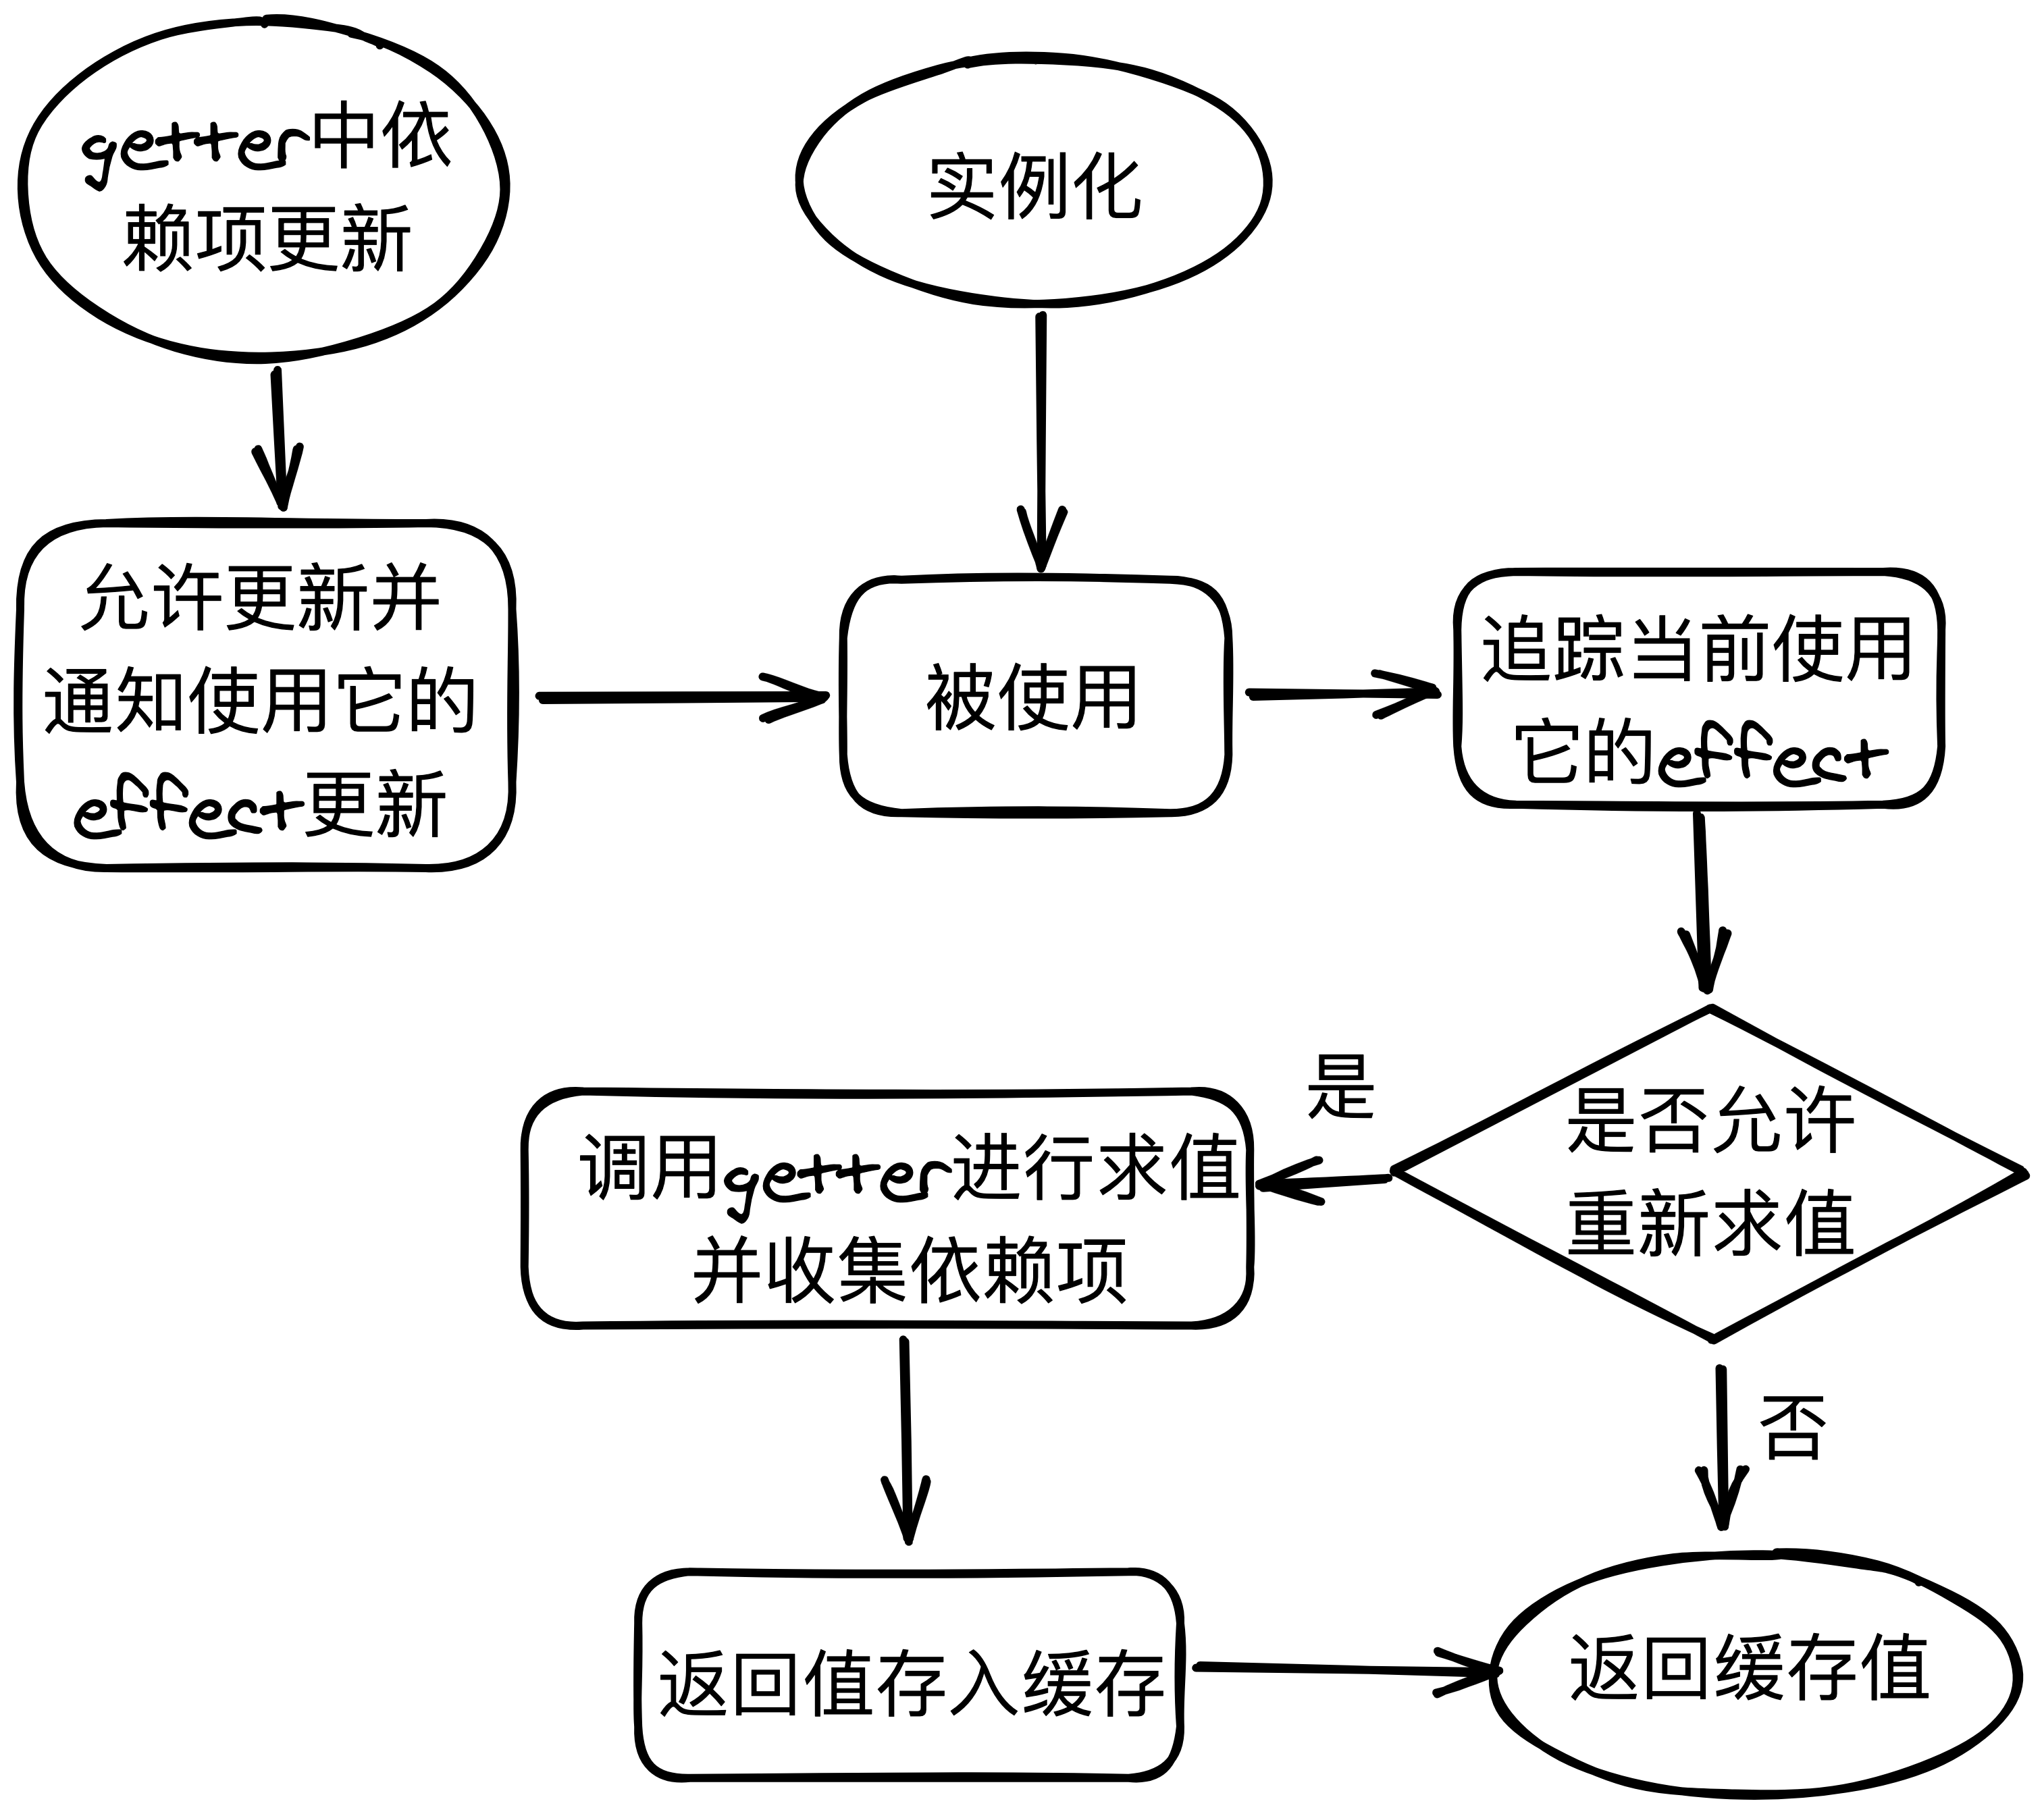 getter中依
赖项更新
实例化
允许更新并
通知使用它的
effect更新
被使用
追踪当前使用
它的effect
是否允许
重新求值
是
调用getter进行求值
并收集依赖项
否
返回值存入缓存
返回缓存值